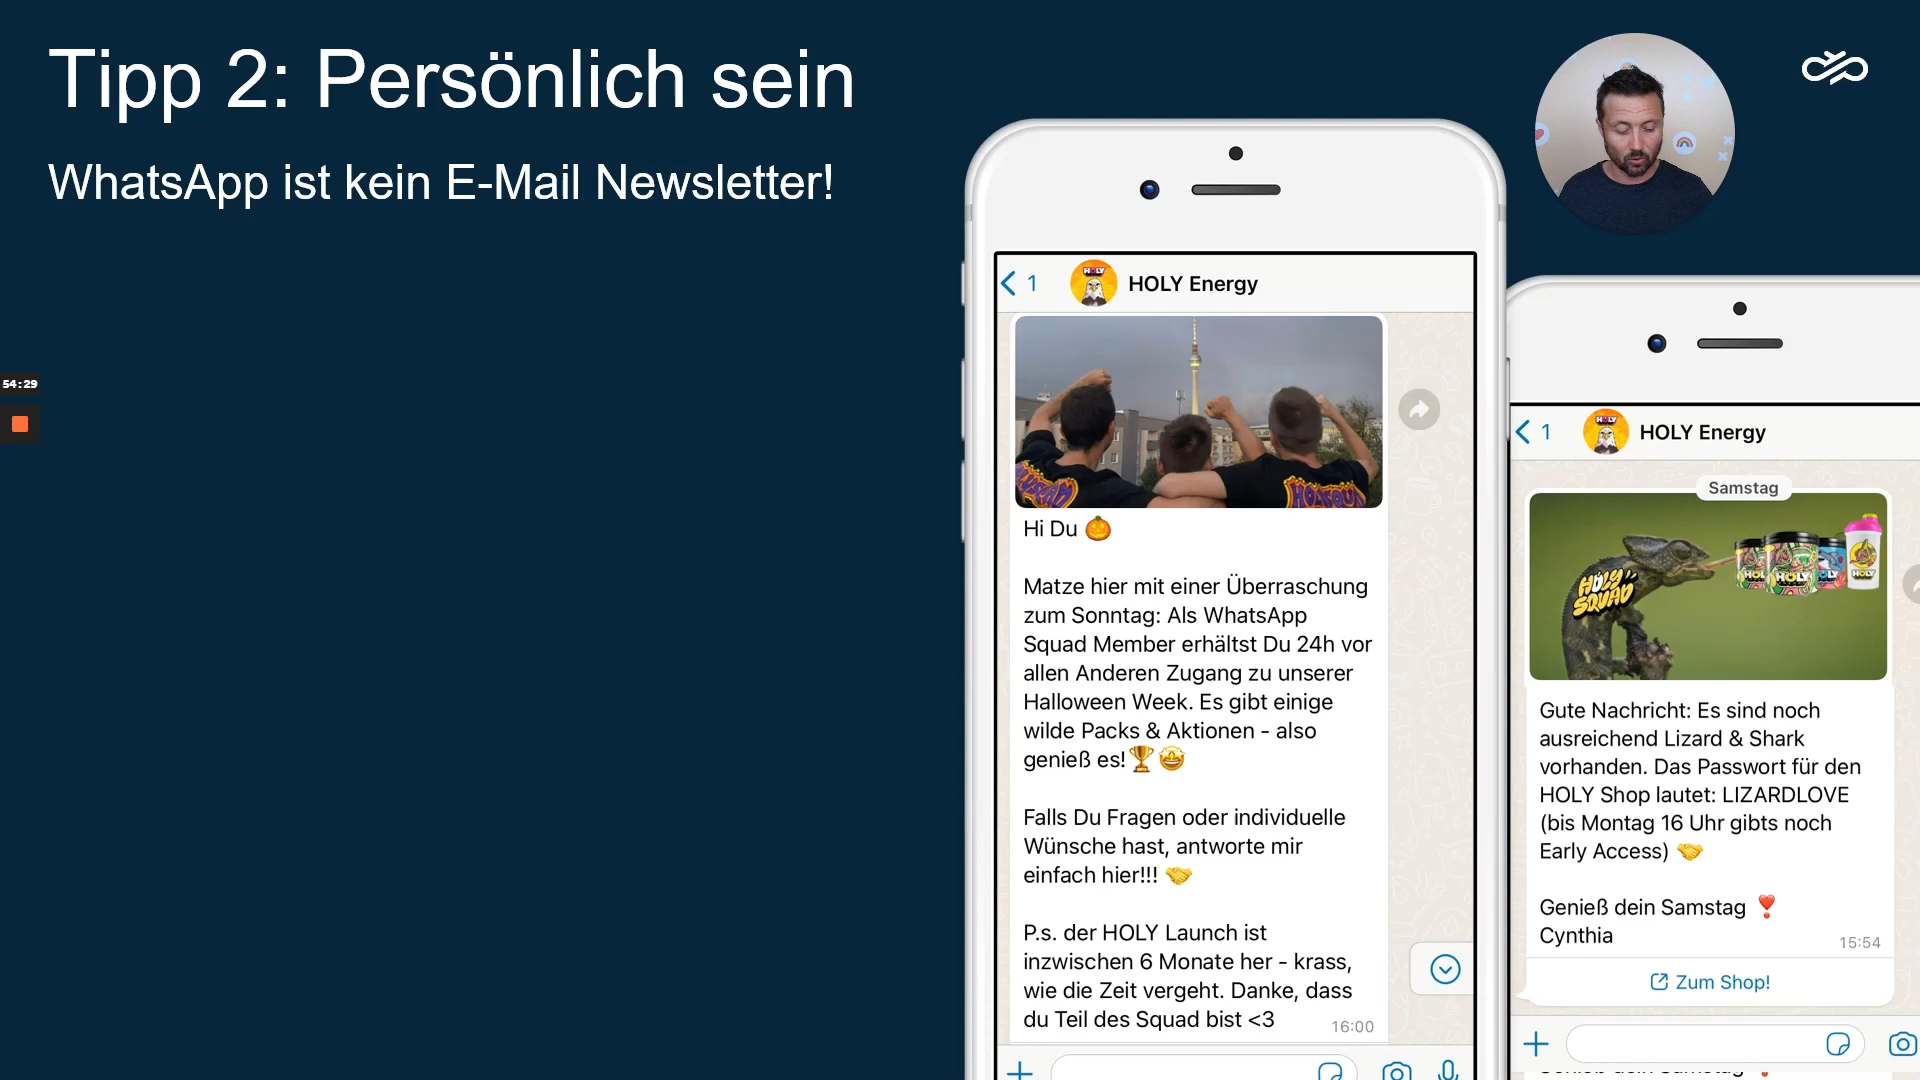 Tipp 2: Persönlich sein
WhatsApp ist kein E-Mail Newsletter!
54:29
1
HOLY Energy
HOLY
Hi Du 🎃
Matze hier mit einer Überraschung
zum Sonntag: Als WhatsApp
Squad Member erhältst Du 24h vor
allen Anderen Zugang zu unserer
Halloween Week. Es gibt einige
wilde Packs & Aktionen - also
genieß es!🏆🤩
Falls Du Fragen oder individuelle
Wünsche hast, antworte mir
einfach hier!!! 🤝
P.s. der HOLY Launch ist
inzwischen 6 Monate her - krass,
wie die Zeit vergeht. Danke, dass
du Teil des Squad bist <3
16:00
1
HOLY Energy
HOLY
Samstag
HOLY
SQUAD
HOLY
HOLY
Gute Nachricht: Es sind noch
ausreichend Lizard & Shark
vorhanden. Das Passwort für den
HOLY Shop lautet: LIZARDLOVE
(bis Montag 16 Uhr gibts noch
Early Access) 🤝
Genieß dein Samstag ❣️
Cynthia
15:54
Zum Shop!